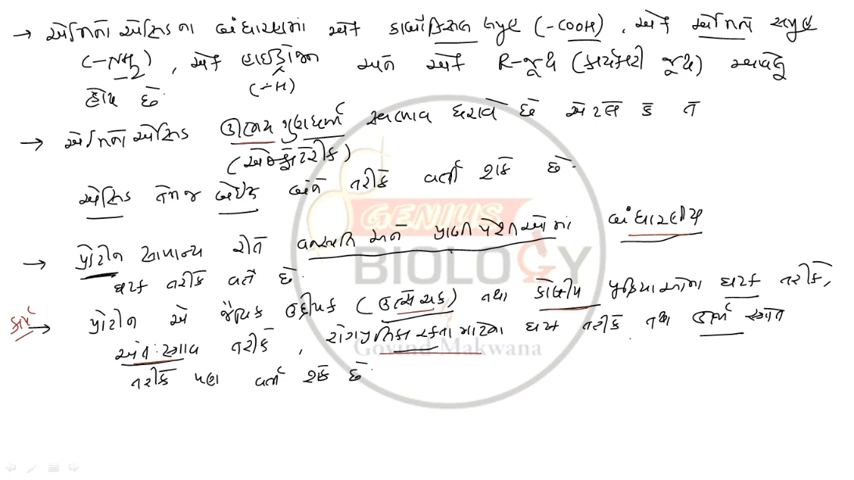 → એમિનો એસિડના બંધારણમાં એક કાર્બોક્સિલ સમૂહ (-COOH), એક એમિનો સમૂહ
(-NH2), એક હાઇડ્રોજન અને એક R-જૂથ (કાર્યકારી જૂથ) આવેલું
(-H)
હોય છે.
→ એમિનો એસિડ ઉભય ગુણધર્મી સ્વભાવ ધરાવે છે એટલે કે તે
(એમ્ફોટેરીક)
એસિડ તેમજ બેઇઝ બંને તરીકે વર્તી શકે છે.
→ પ્રોટીન સામાન્ય રીતે વનસ્પતિ અને પ્રાણી પેશીઓમાં બંધારણીય
ઘટક તરીકે વર્તે છે.
કાર્ય → પ્રોટીન એ જૈવિક ઉદ્દીપક (ઉત્સેચક) તથા કોષીય પ્રક્રિયાઓના ઘટક તરીકે,
અંતઃસ્ત્રાવ તરીકે, રોગપ્રતિકારકતા માટેના ઘટક તરીકે તથા ઊર્જા સ્ત્રોત
તરીકે પણ વર્તી શકે છે.
GENIUS
BIOLOGY
Govind Makwana